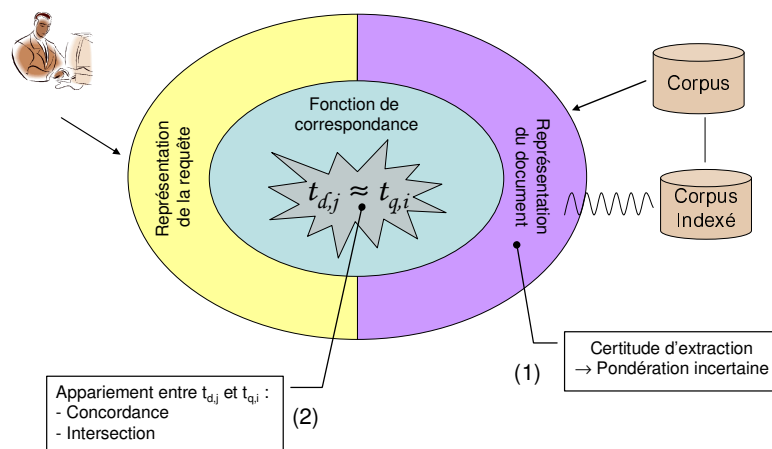 Fonction de
correspondance
t_{d,j} ≈ t_{q,i}
Représentation
de la requête
Représentation
du document
Corpus
Corpus
Indexé
(1)
Certitude d'extraction
→ Pondération incertaine
Appariement entre t_{d,j} et t_{q,i} :
- Concordance
- Intersection
(2)